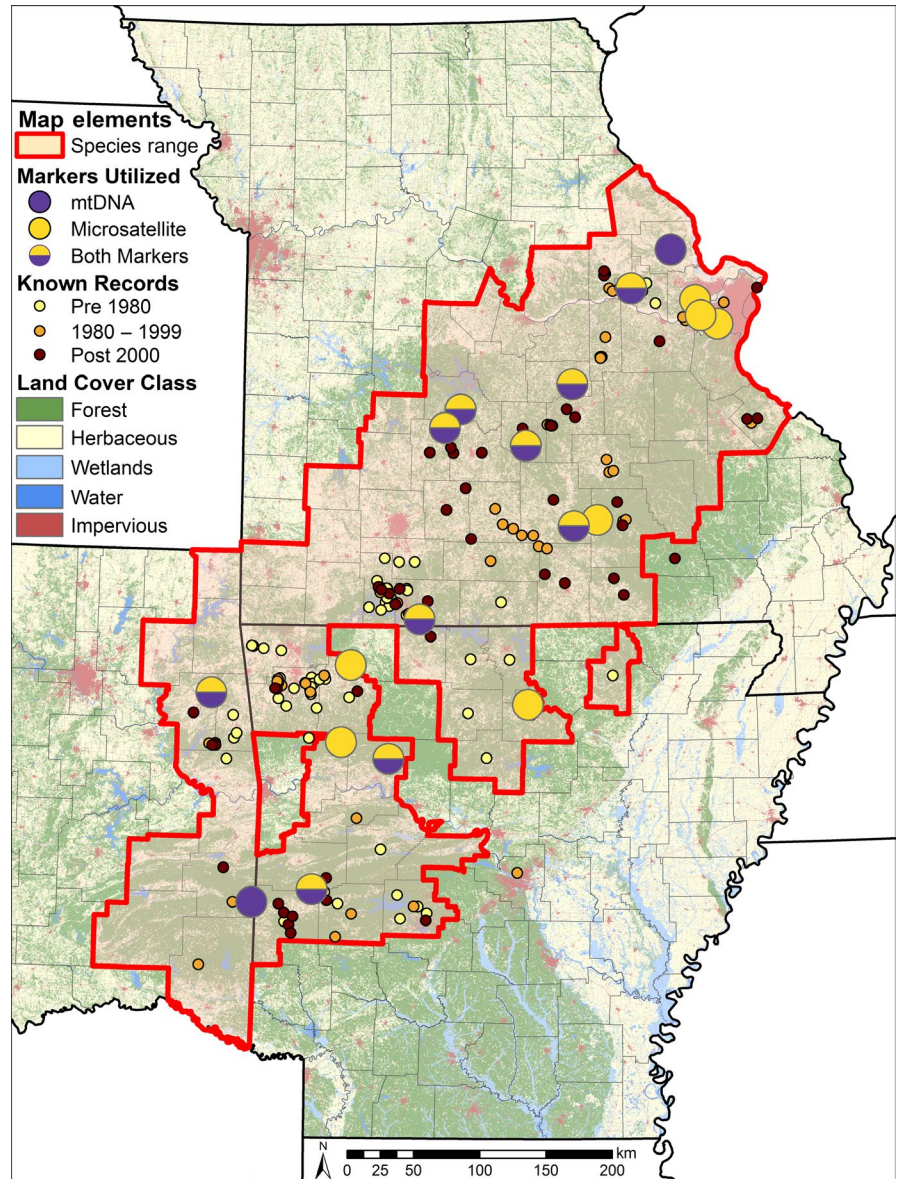 Map elements
Species range
Markers Utilized
mtDNA
Microsatellite
Both Markers
Known Records
Pre 1980
1980 – 1999
Post 2000
Land Cover Class
Forest
Herbaceous
Wetlands
Water
Impervious
N
km
0 25 50 100 150 200